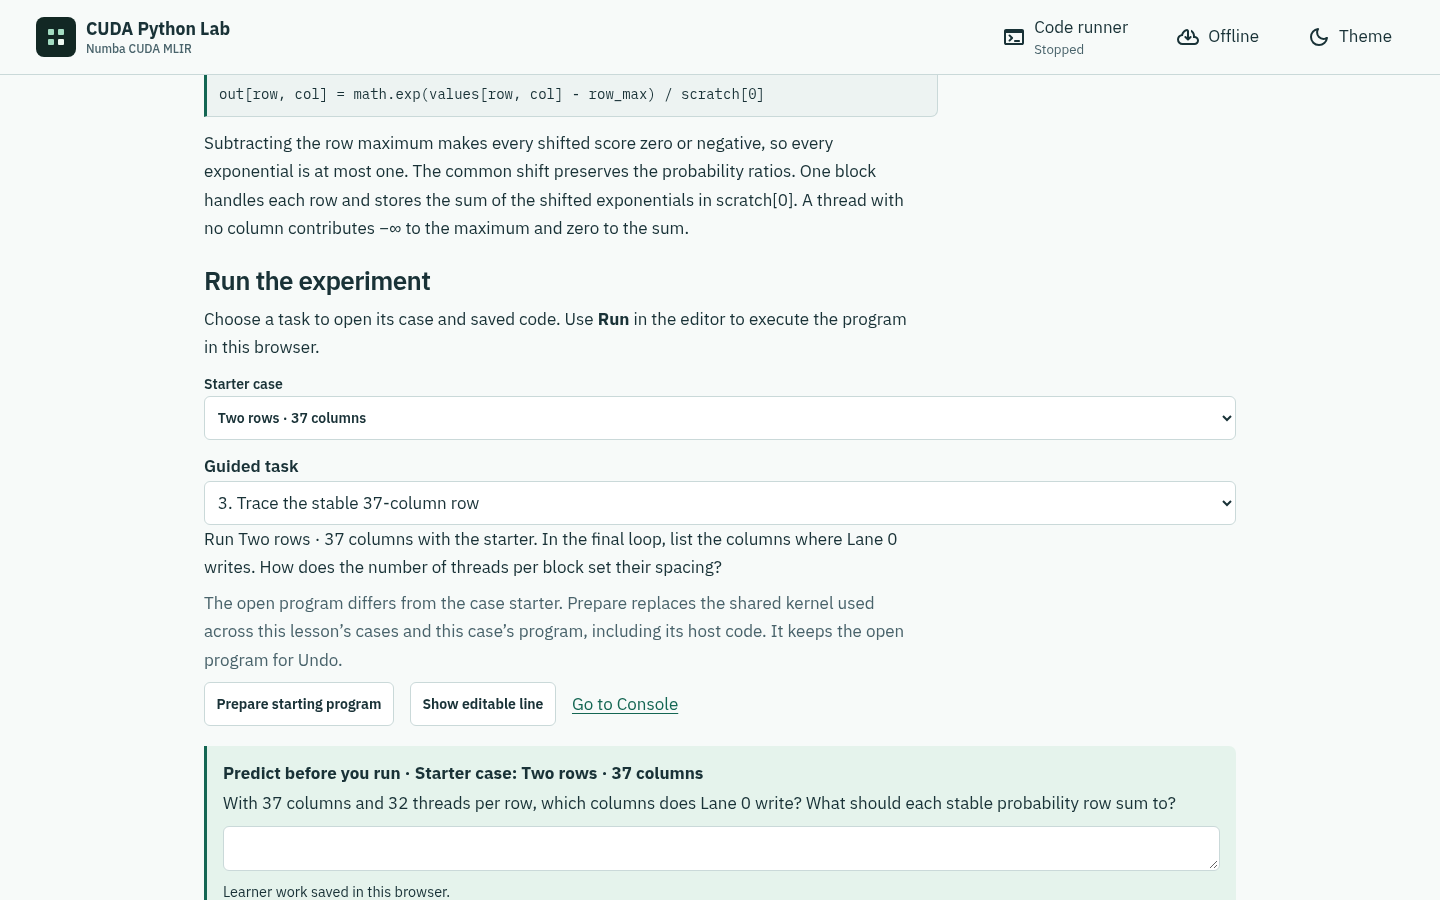 CUDA Python Lab
Numba CUDA MLIR
Code runner
Stopped
Offline
Theme
out[row, col] = math.exp(values[row, col] - row_max) / scratch[0]
Subtracting the row maximum makes every shifted score zero or negative, so every
exponential is at most one. The common shift preserves the probability ratios. One block
handles each row and stores the sum of the shifted exponentials in scratch[0]. A thread with
no column contributes −∞ to the maximum and zero to the sum.
Run the experiment
Choose a task to open its case and saved code. Use Run in the editor to execute the program
in this browser.
Starter case
Two rows · 37 columns
Guided task
3. Trace the stable 37-column row
Run Two rows · 37 columns with the starter. In the final loop, list the columns where Lane 0
writes. How does the number of threads per block set their spacing?
The open program differs from the case starter. Prepare replaces the shared kernel used
across this lesson’s cases and this case’s program, including its host code. It keeps the open
program for Undo.
Prepare starting program
Show editable line
Go to Console
Predict before you run · Starter case: Two rows · 37 columns
With 37 columns and 32 threads per row, which columns does Lane 0 write? What should each stable probability row sum to?
Learner work saved in this browser.